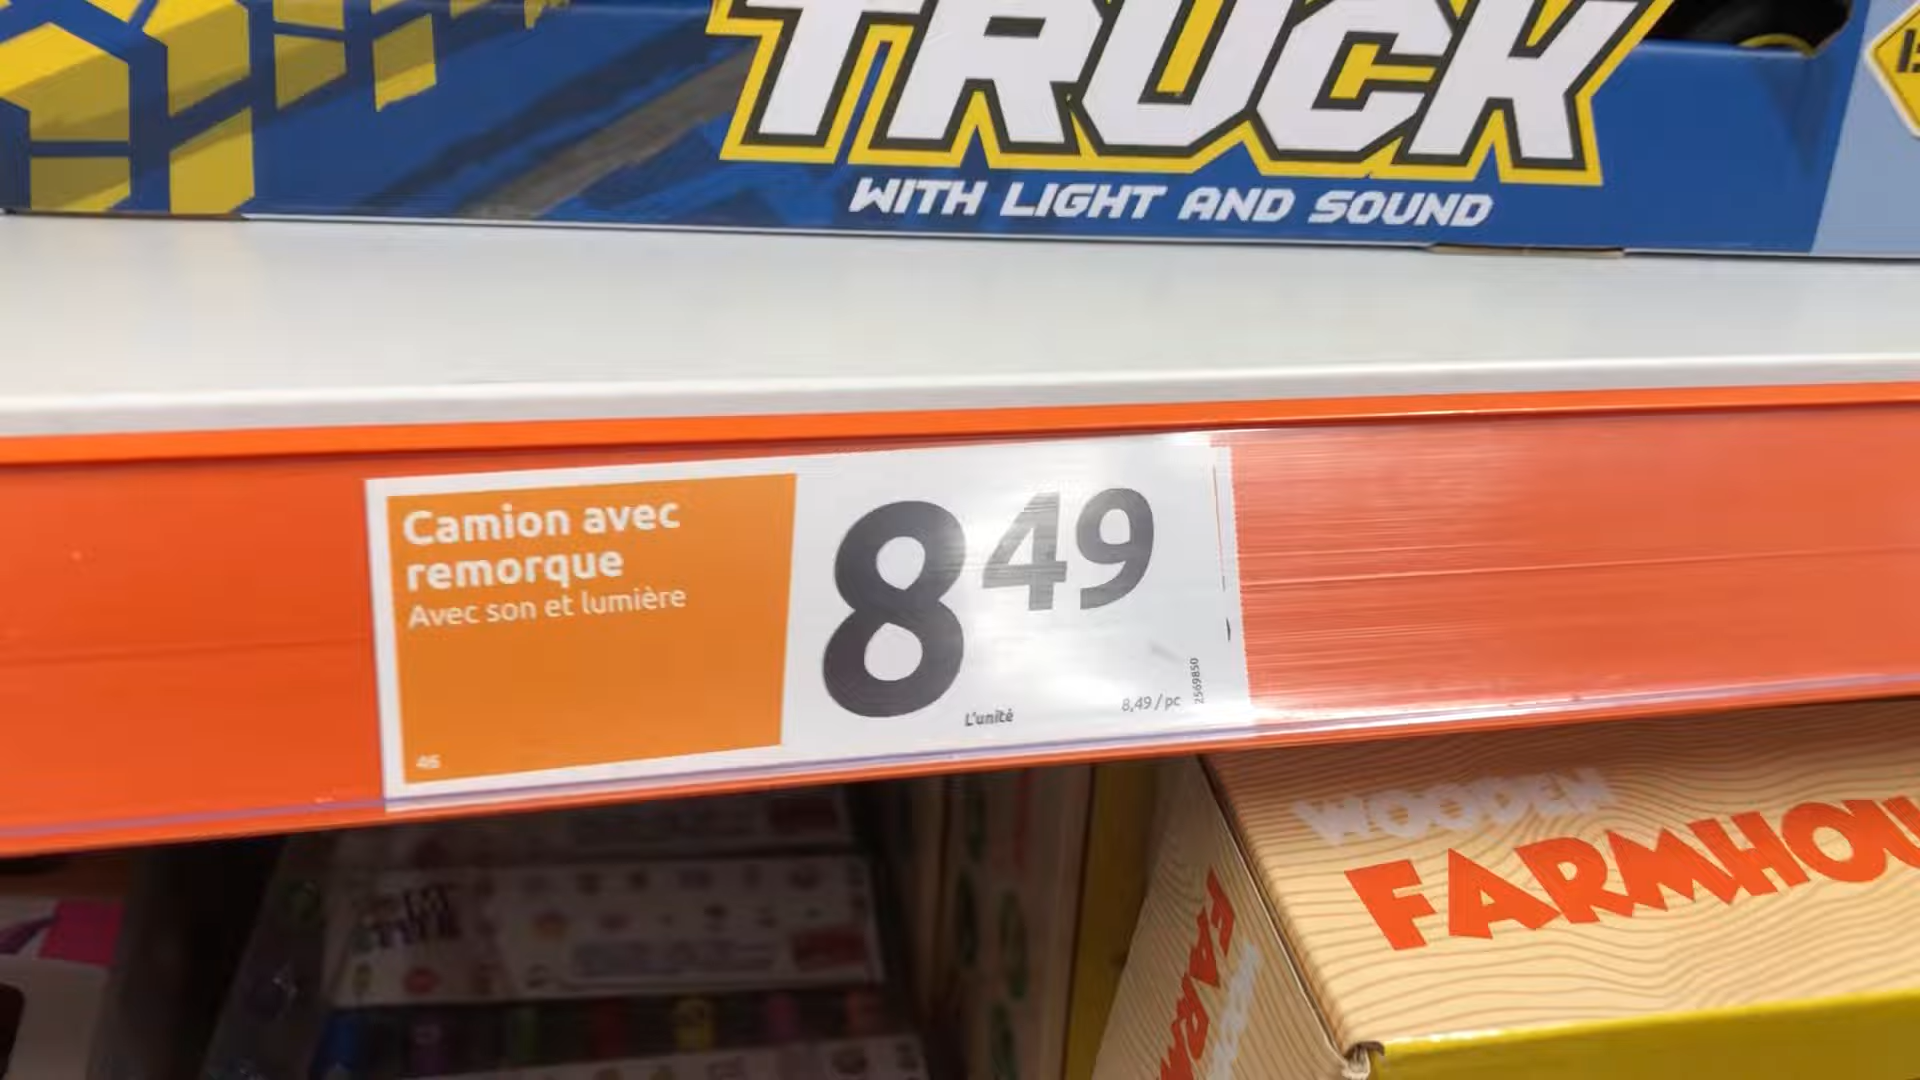 TRUCK
WITH LIGHT AND SOUND
Camion avec
remorque
Avec son et lumière
46
849
L'unité
8,49/pc
2569850
WOODEN
FARMHOU